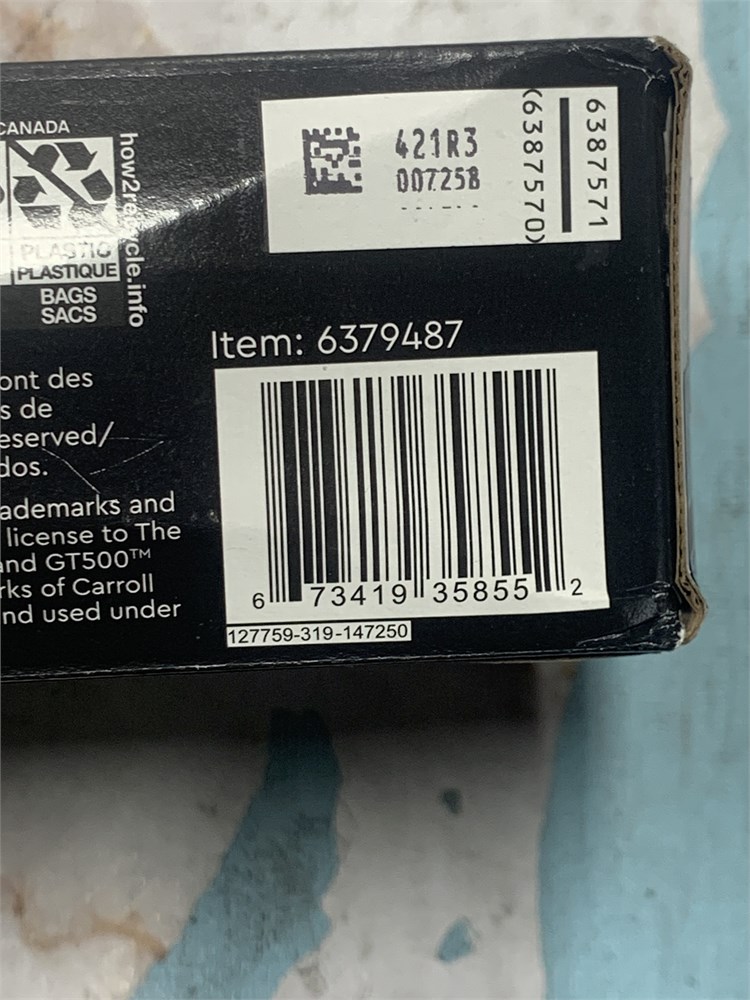 CANADA
PLASTIC
PLASTIQUE
BAGS
SACS
how2recycle.info
421R3
007258
(6387570)
6387571
Item: 6379487
ont des
s de
eserved/
dos.
ademarks and
license to The
and GT500™
rks of Carroll
nd used under
6 73419 35855 2
127759-319-147250